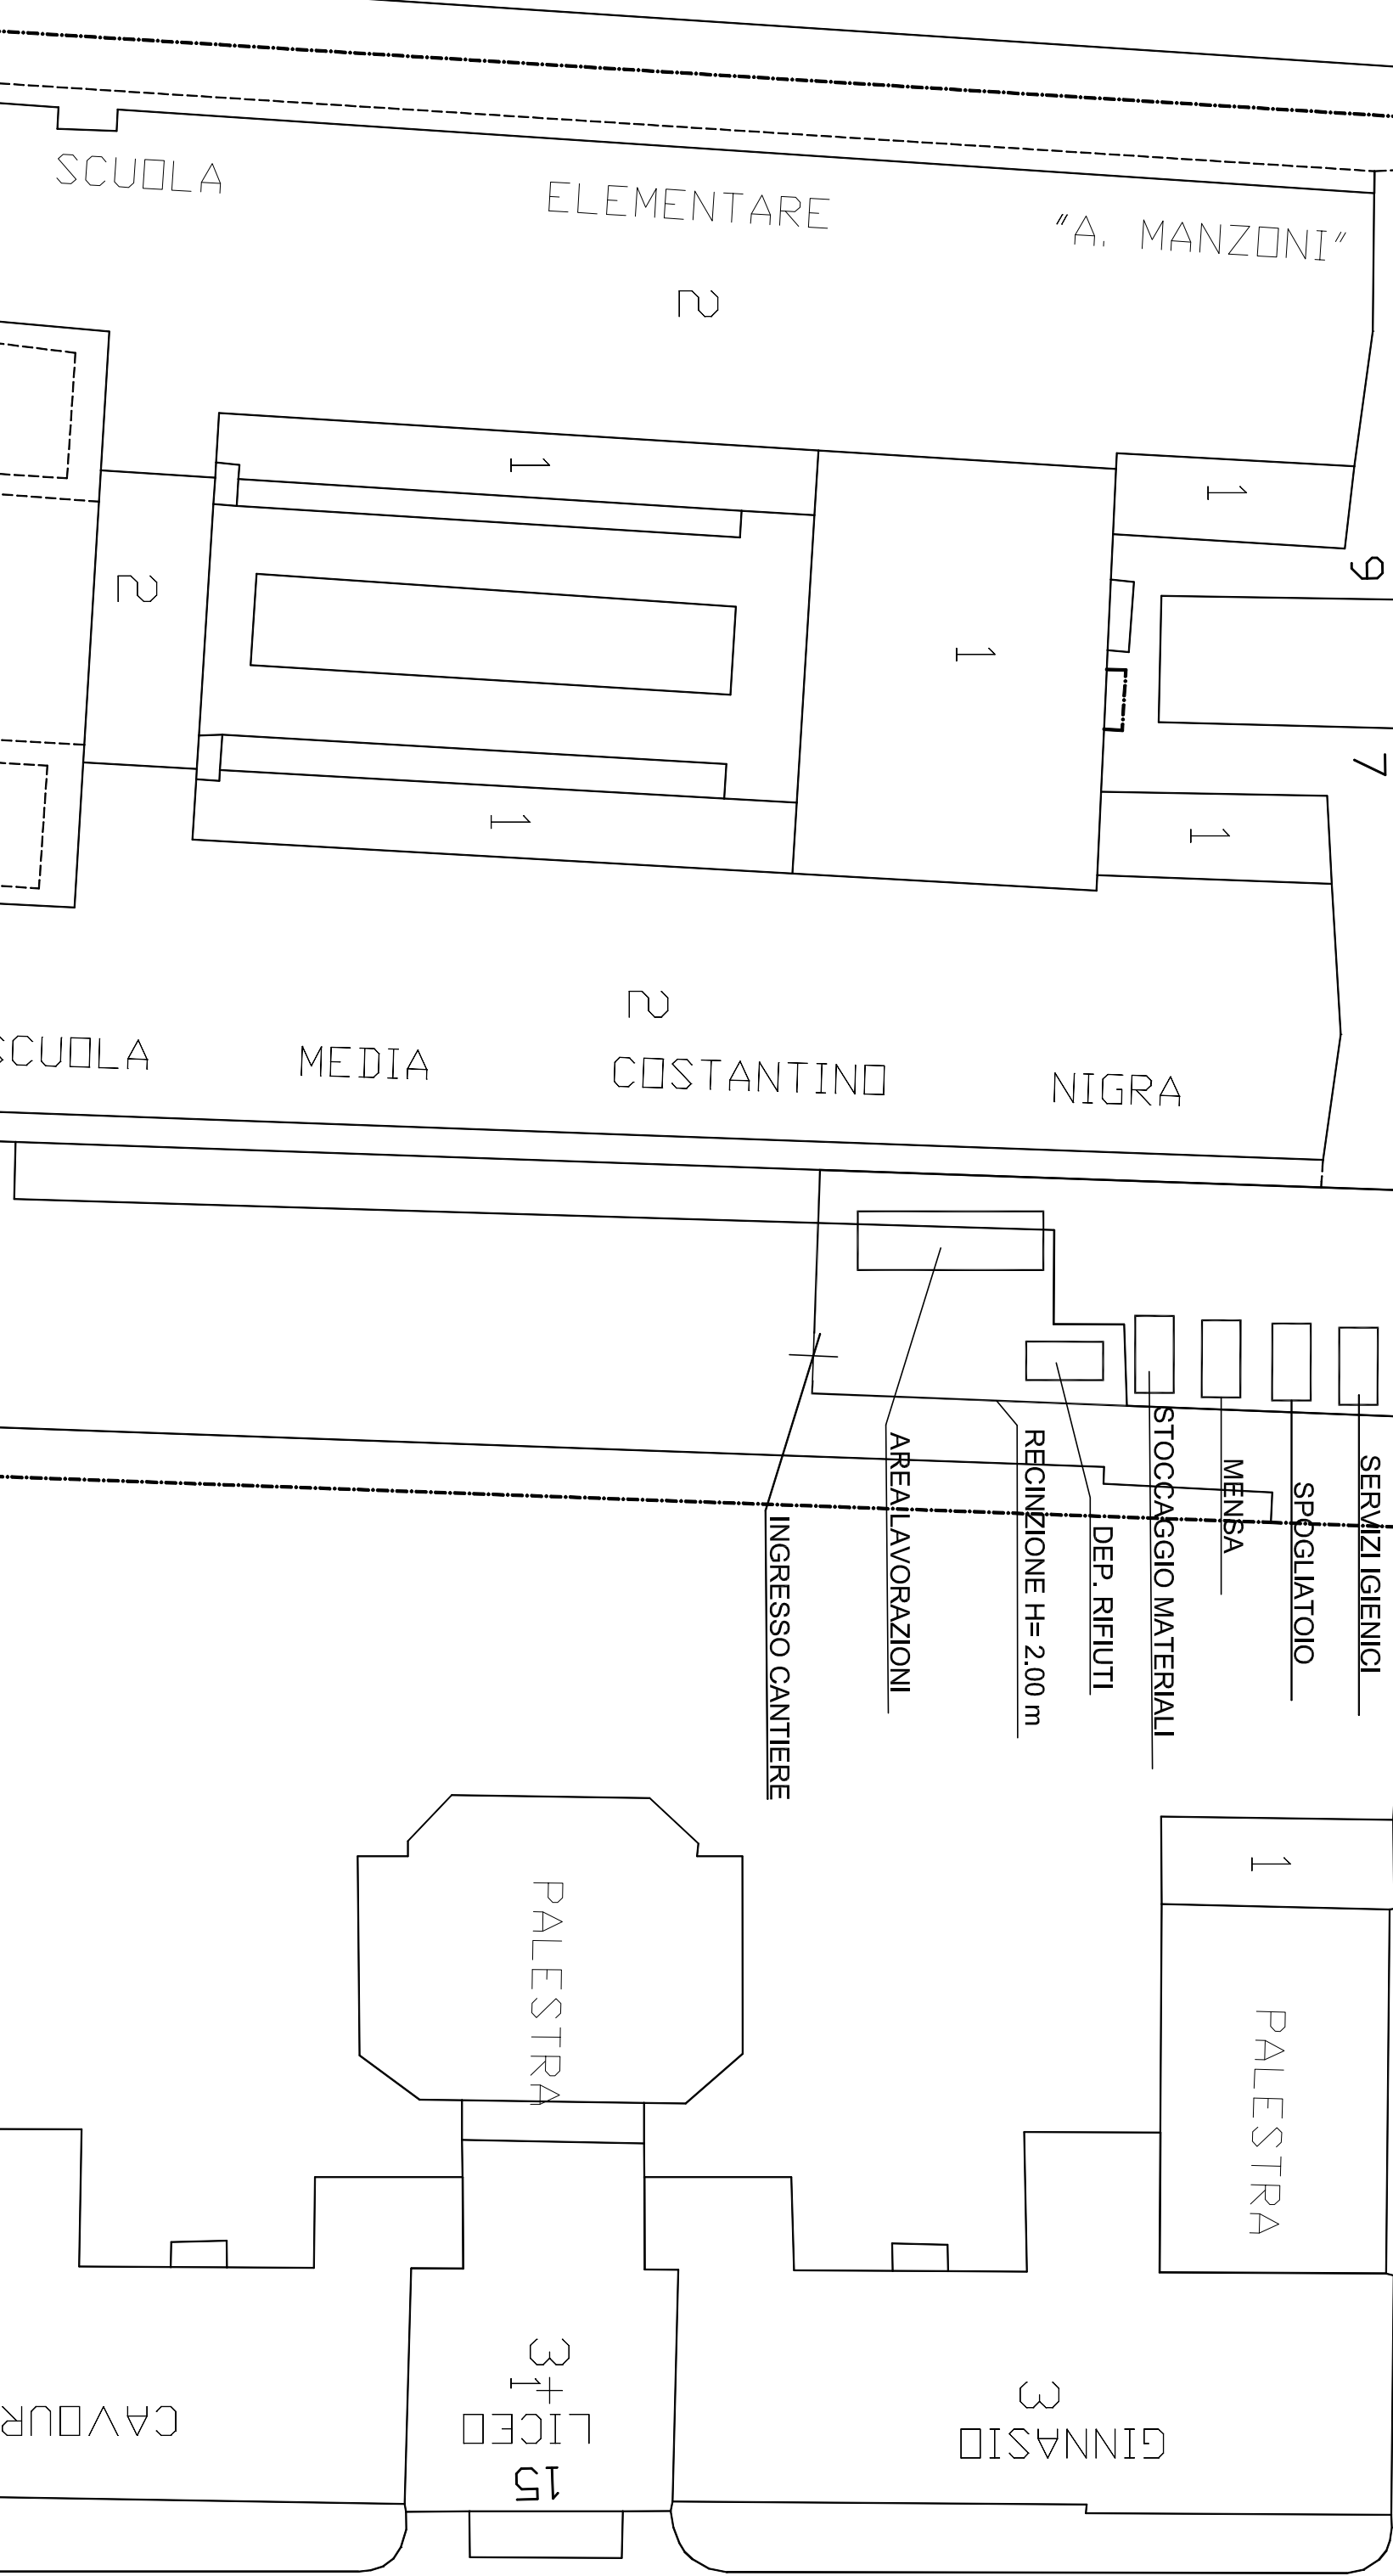 SCUOLA ELEMENTARE "A. MANZONI"
2
1
1
9
2
1
7
1
1
2
SCUOLA MEDIA COSTANTINO NIGRA
SERVIZI IGIENICI
SPOGLIATOIO
MENSA
STOCCAGGIO MATERIALI
DEP. RIFIUTI
RECINZIONE H= 2.00 m
AREA LAVORAZIONI
INGRESSO CANTIERE
1
PALESTRA
PALESTRA
3+1
3
CAVOUR
LICEO
GINNASIO
15